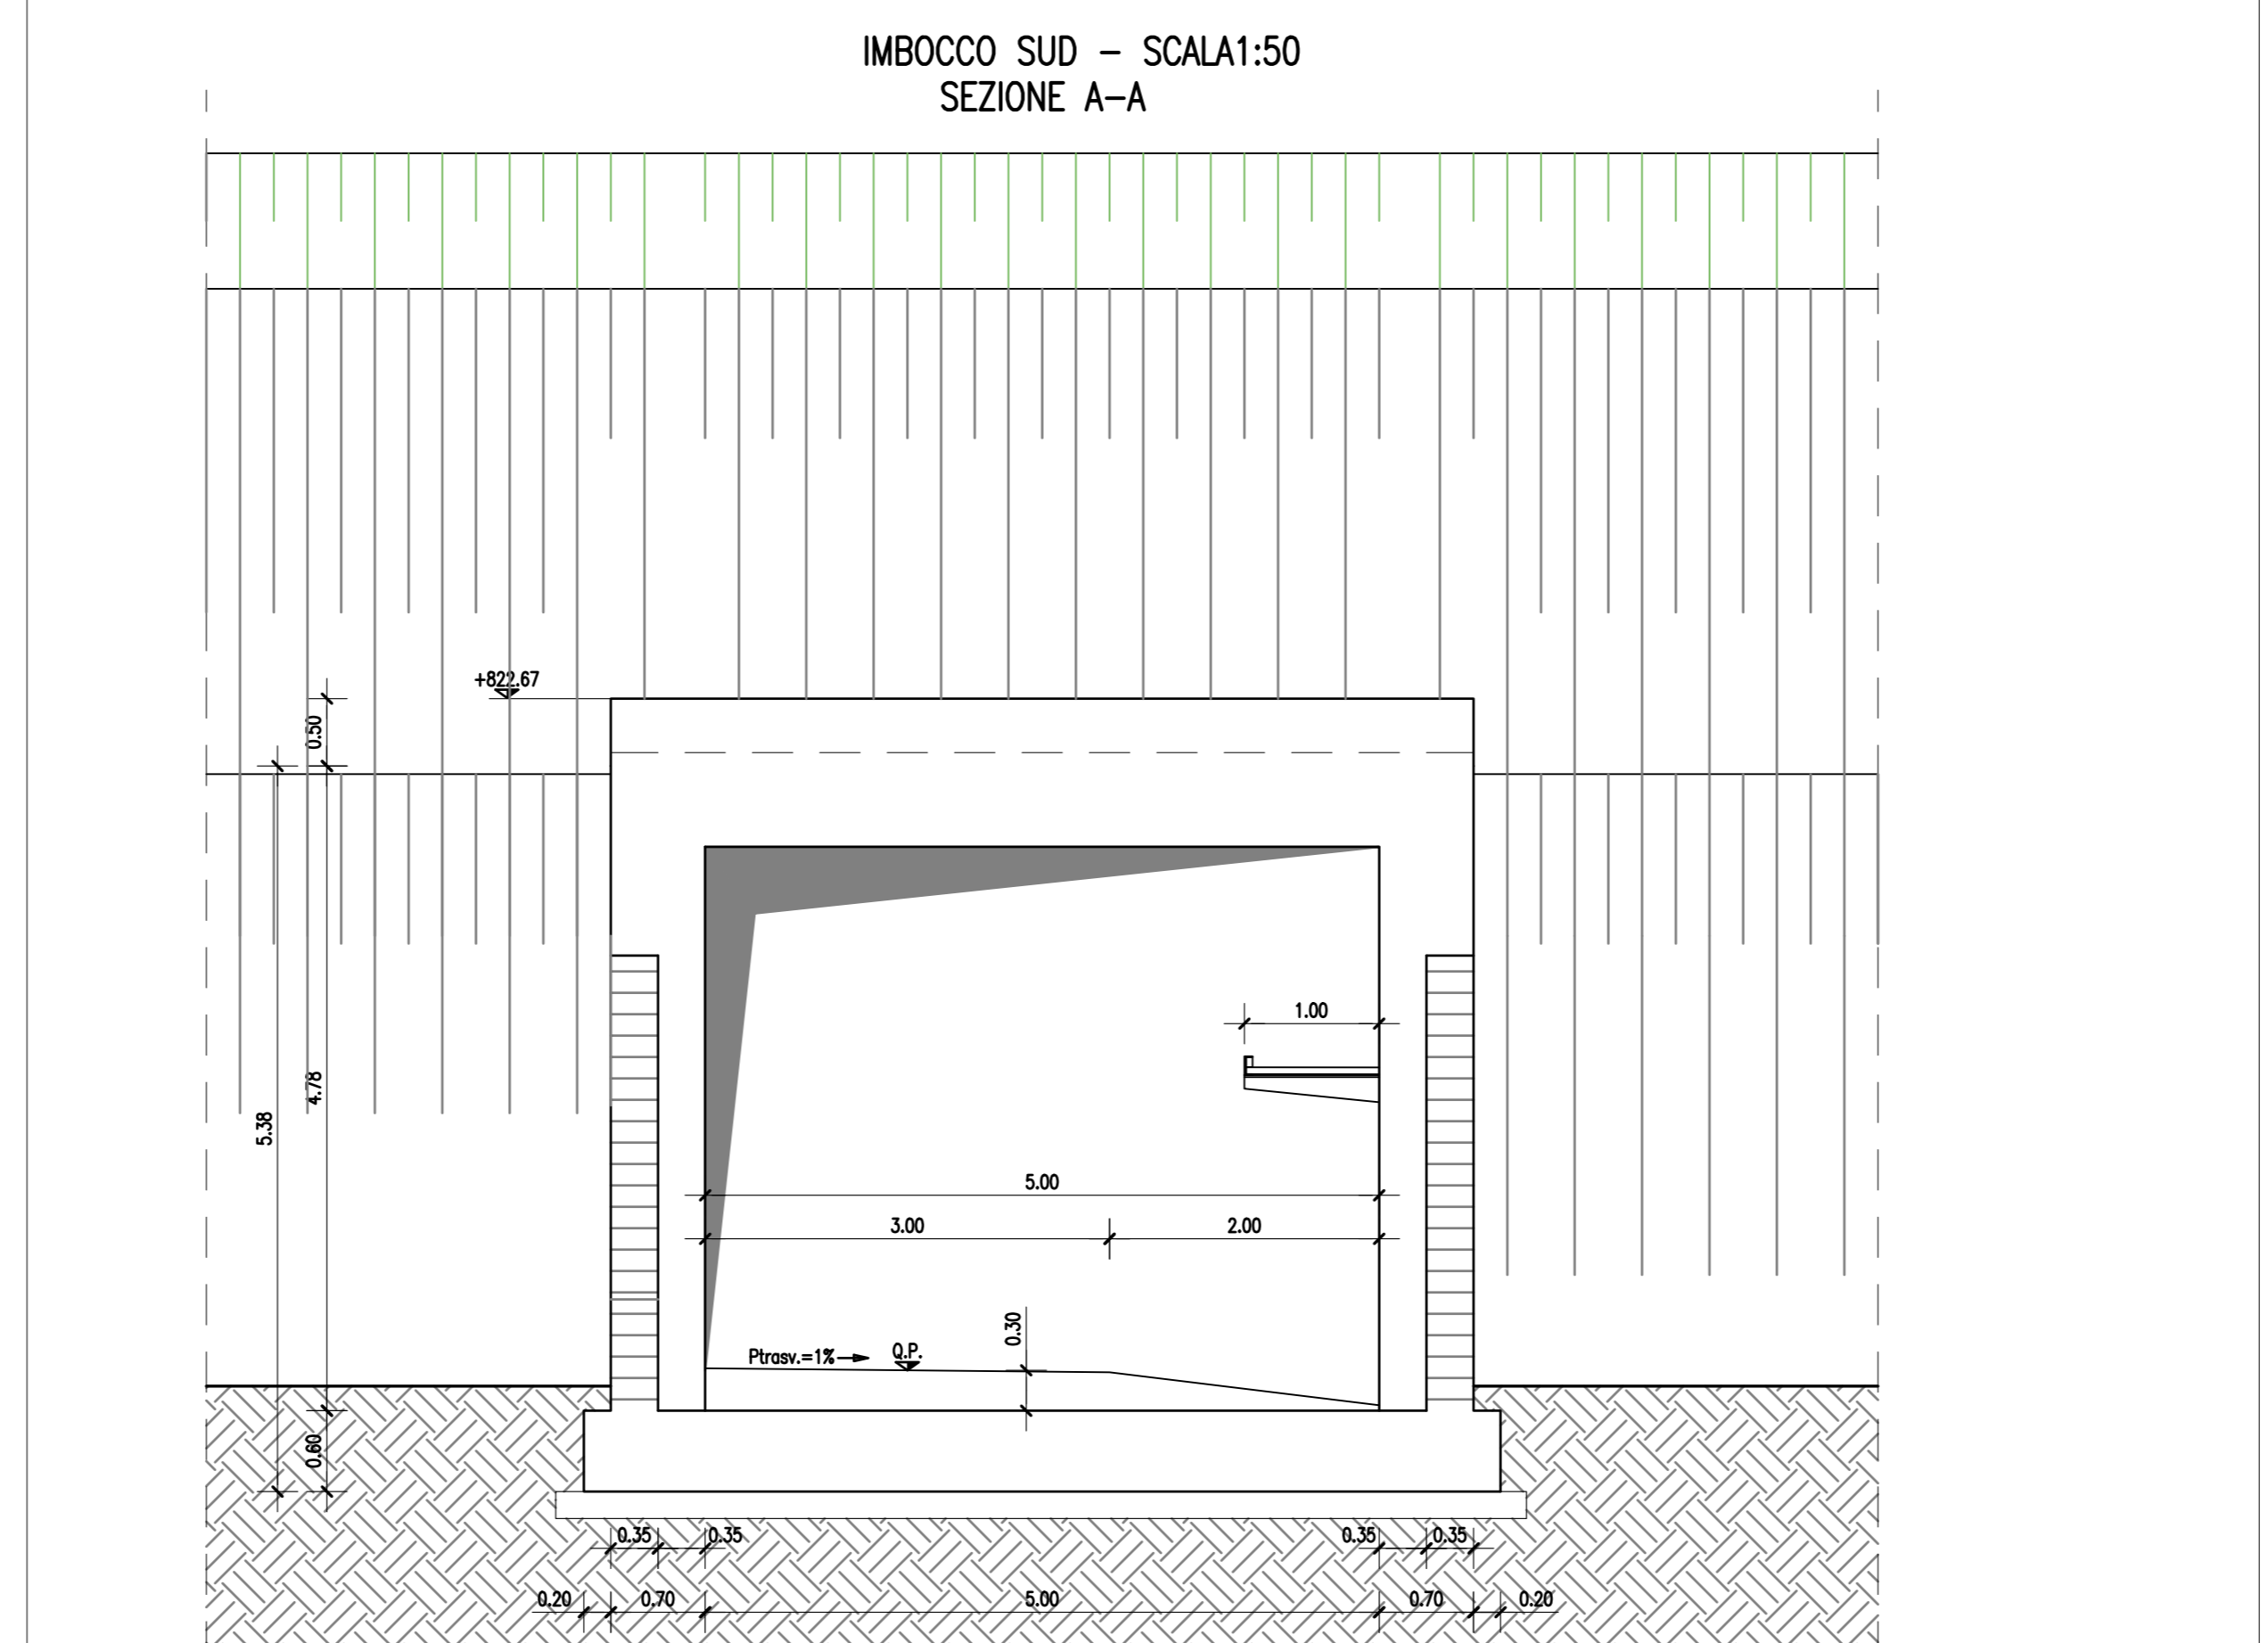 IMBOCCO SUD - SCALA1:50
SEZIONE A-A
+822.67
0.50
1.00
4.78
5.38
5.00
3.00 2.00
0.30
Ptrasv.=1% Q.P.
0.60
0.35 0.35 0.35 0.35
0.20 0.70 5.00 0.70 0.20